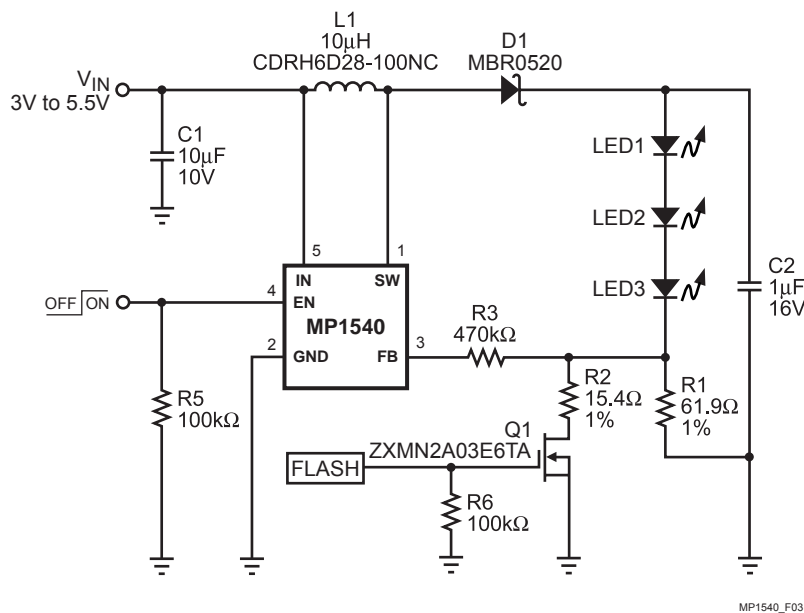 L1
10µH
CDRH6D28-100NC
D1
MBR0520
VIN
3V to 5.5V
C1
10µF
10V
LED1
LED2
LED3
C2
1µF
16V
5
1
IN
SW
4
EN
OFF ON
MP1540
2
GND
FB
3
R3
470kΩ
R2
15.4Ω
1%
R1
61.9Ω
1%
R5
100kΩ
Q1
ZXMN2A03E6TA
FLASH
R6
100kΩ
MP1540_F03